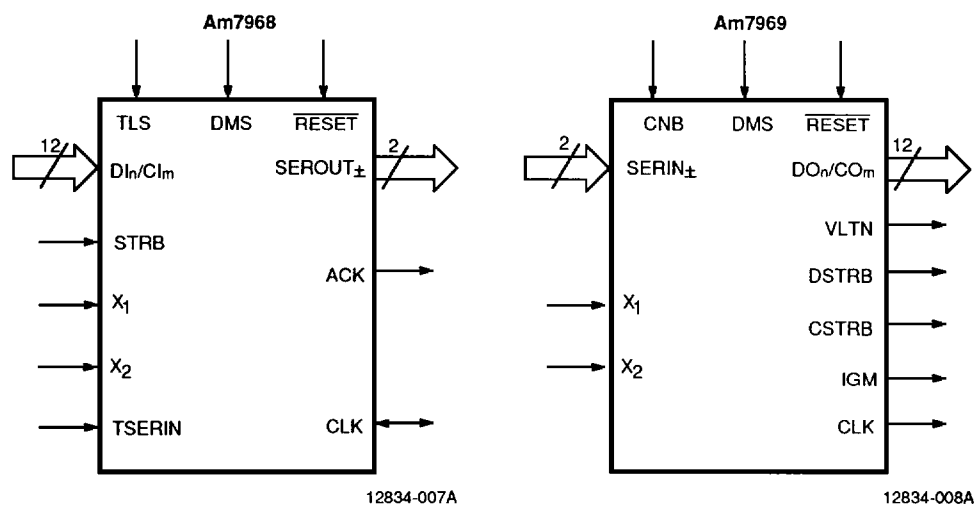 Am7968
TLS DMS RESET
12
DIn/CIm
SEROUT±
2
STRB
ACK
X1
X2
TSERIN
CLK
12834-007A
Am7969
CNB DMS RESET
2
SERIN±
DOn/COm
12
VLTN
DSTRB
X1
CSTRB
X2
IGM
CLK
12834-008A